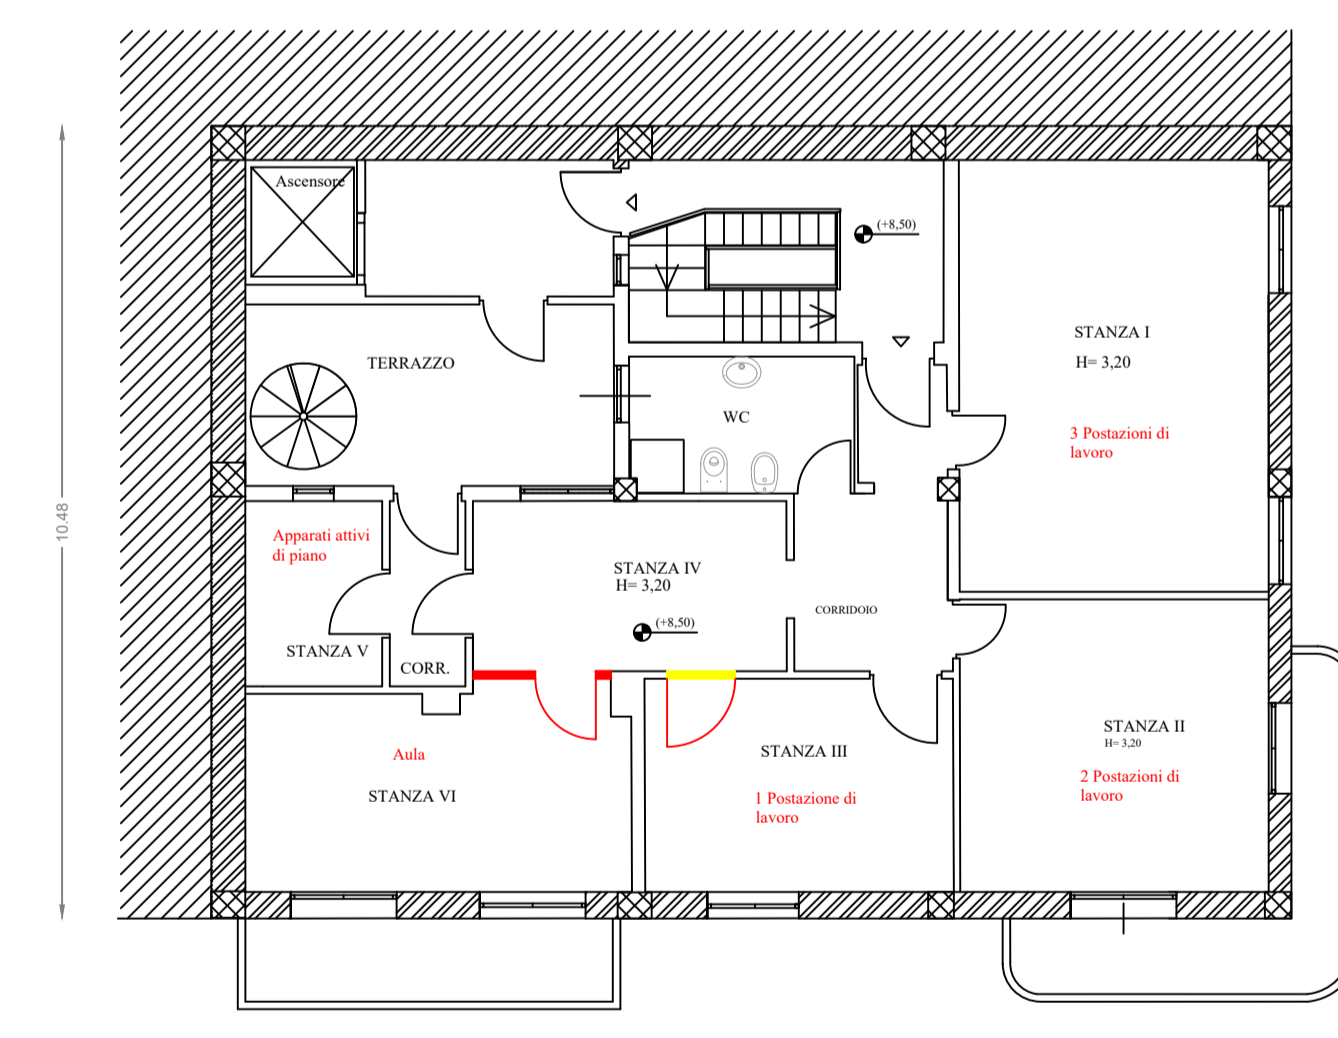 Ascensore
(+8,50)
STANZA I
H= 3,20
TERRAZZO
WC
3 Postazioni di
lavoro
10.48
Apparati attivi
di piano
STANZA IV
H= 3,20
CORRIDOIO
(+8,50)
STANZA V
CORR.
STANZA II
H= 3,20
Aula
STANZA III
2 Postazioni di
lavoro
STANZA VI
1 Postazione di
lavoro